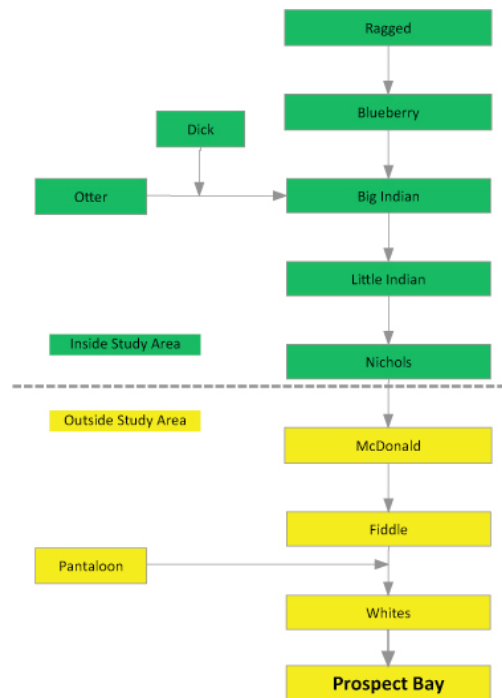 Ragged
Blueberry
Dick
Otter
Big Indian
Little Indian
Inside Study Area
Nichols
Outside Study Area
McDonald
Fiddle
Pantaloon
Whites
Prospect Bay